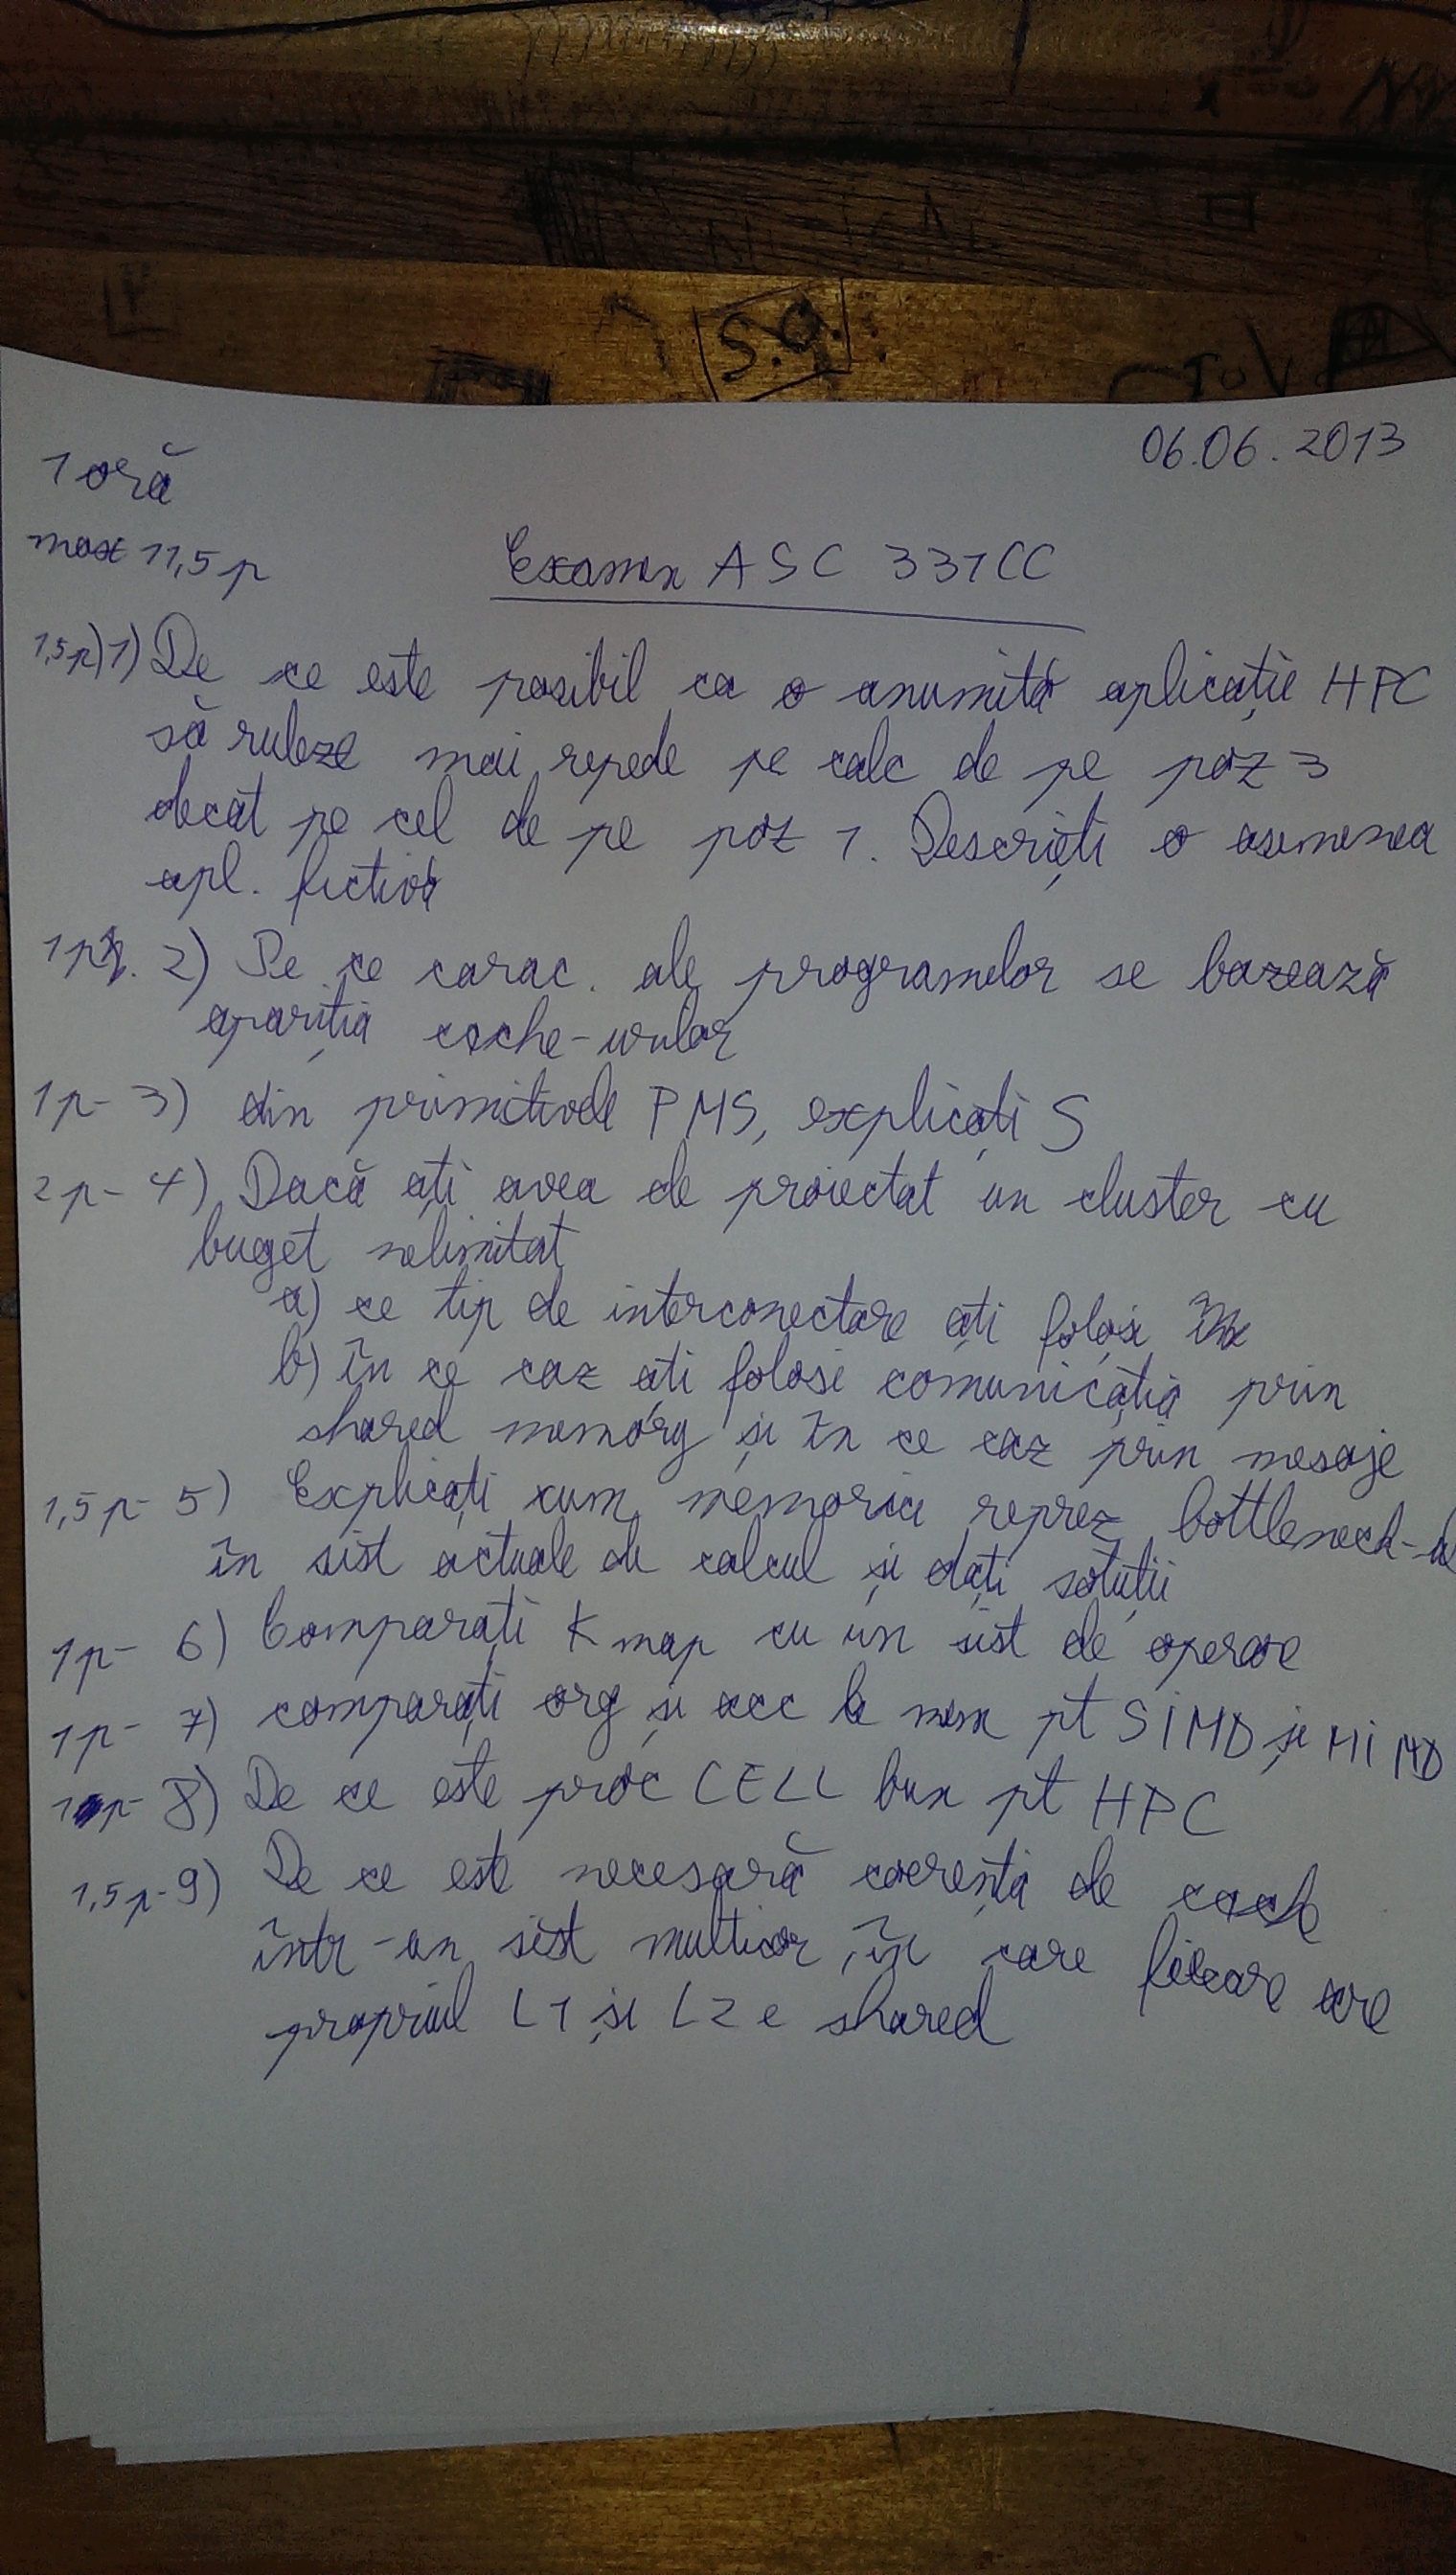 S.O.
06.06.2013
1 oră
max 11,5 p
Examen ASC 331CC
1,5p) 1) De ce este posibil ca o anumită aplicație HPC
să ruleze mai repede pe calc de pe poz 3
decât pe cel de pe poz 1. Descrieți o asemenea
apl. fictivă
1p. 2) Pe ce carac. ale programelor se bazează
apariția cache-urilor
1p - 3) din primitivele PMS, explicați S
2p - 4) Dacă ați avea de proiectat un cluster cu
buget nelimitat
a) ce tip de interconectare ați folosi
b) în ce caz ați folosi comunicația prin
shared memory și în ce caz prin mesaje
1,5p - 5) Explicați cum memoria reprez bottleneck-ul
în sist actuale de calcul și dați soluții
1p - 6) Comparați K map cu un sist de operare
1p - 7) comparați org și acc la mem pt SIMD și MIMD
1p - 8) De ce este proc CELL bun pt HPC
1,5p - 9) De ce este necesară coerența de cache
într-un sist multicor, în care fiecare are
propriul L1 și L2 e shared